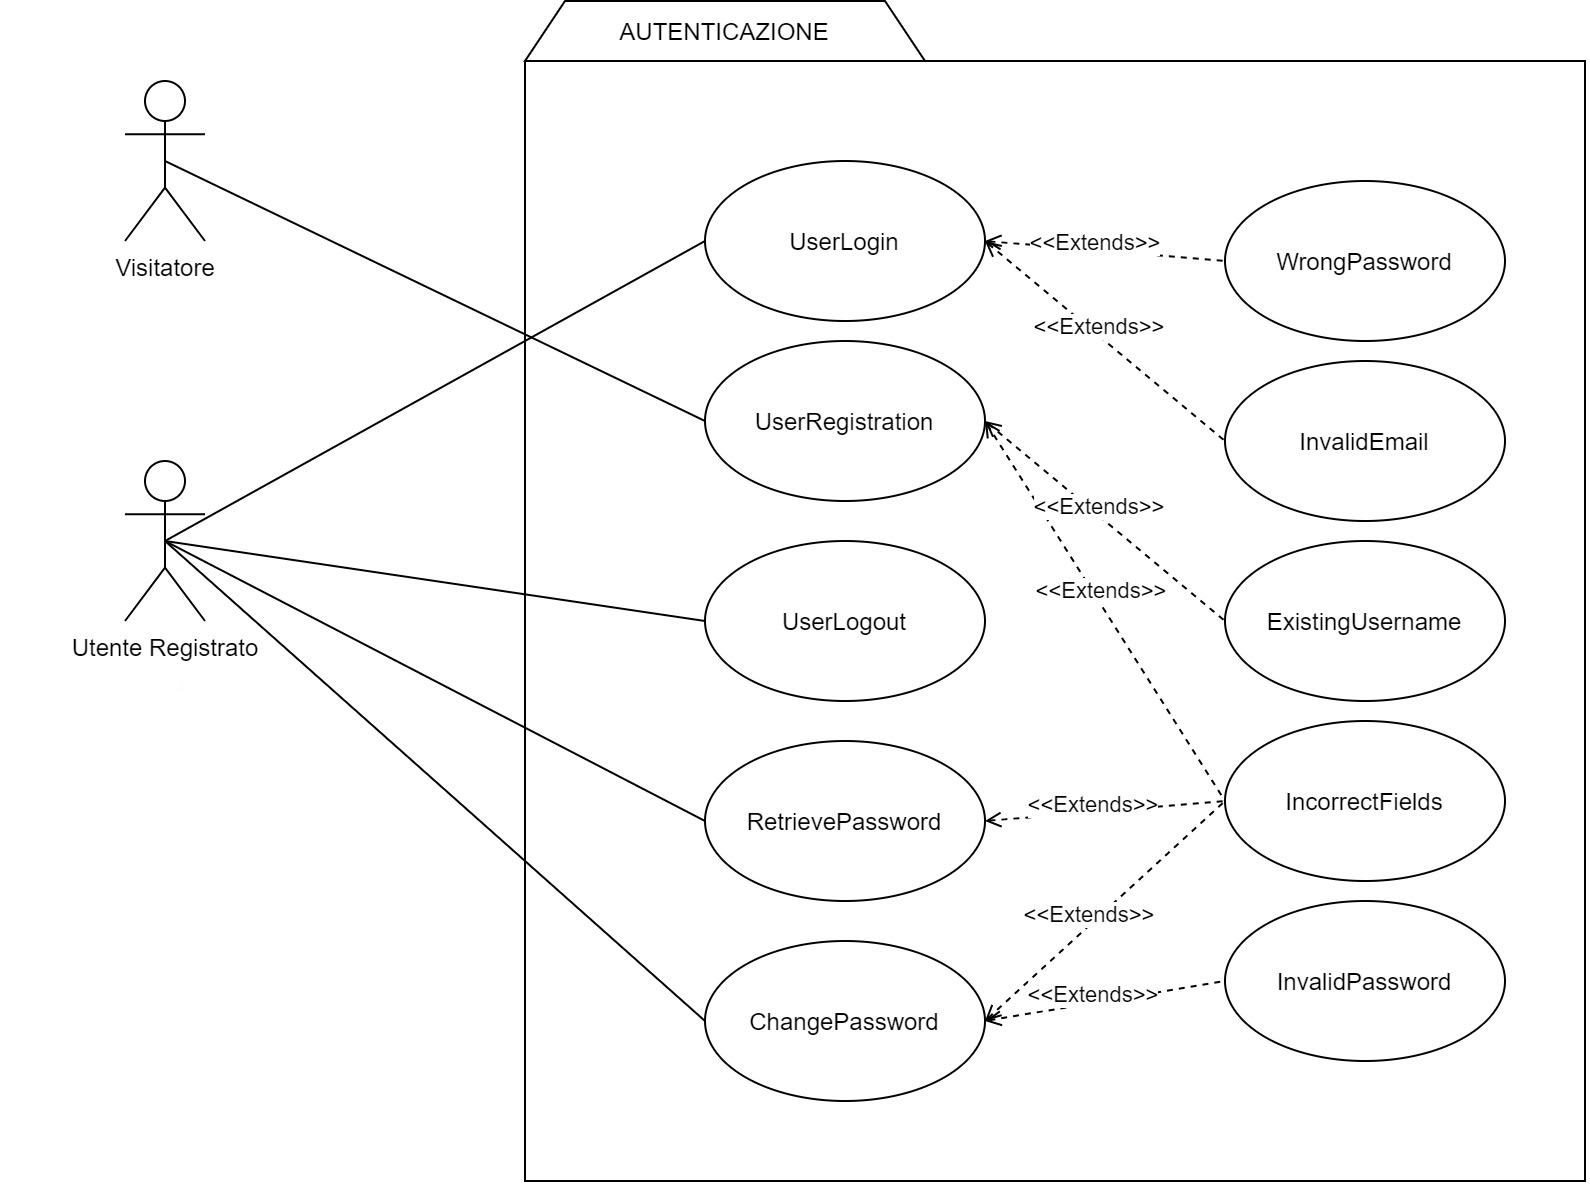 AUTENTICAZIONE
Visitatore
Utente Registrato
UserLogin
UserRegistration
UserLogout
RetrievePassword
ChangePassword
<<Extends>>
<<Extends>>
<<Extends>>
<<Extends>>
<<Extends>>
<<Extends>>
<<Extends>>
WrongPassword
InvalidEmail
ExistingUsername
IncorrectFields
InvalidPassword